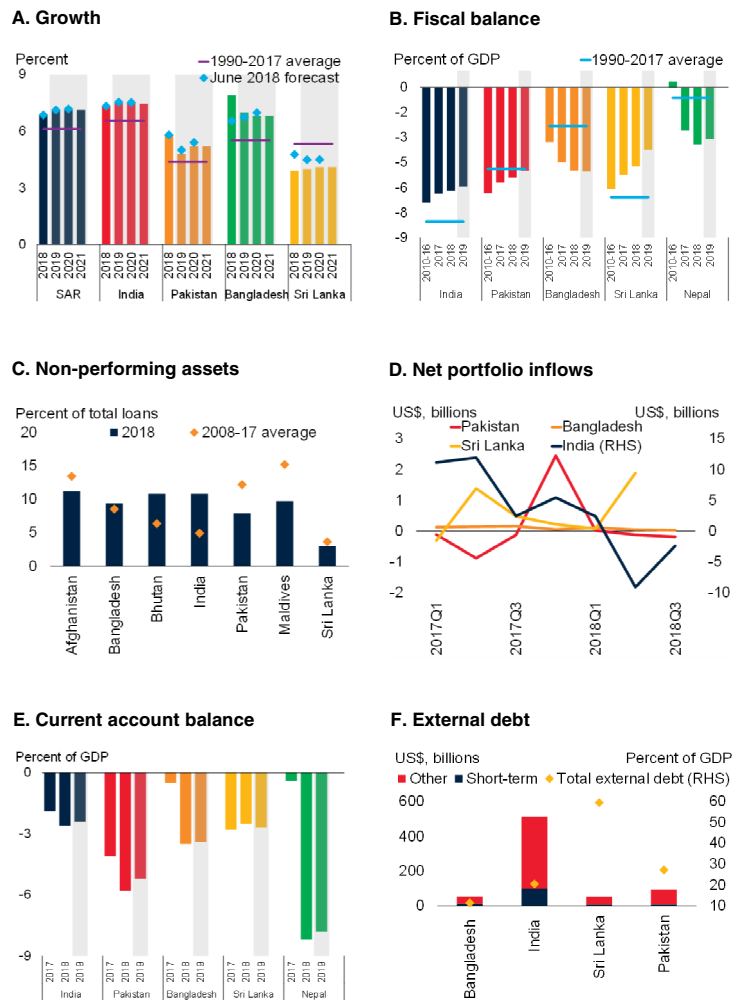 A. Growth
Percent
1990-2017 average
June 2018 forecast
9
6
3
0
2018 2019 2020 2021 2018 2019 2020 2021 2018 2019 2020 2021 2018 2019 2020 2021 2018 2019 2020 2021
SAR India Pakistan Bangladesh Sri Lanka
B. Fiscal balance
Percent of GDP
1990-2017 average
0
-2
-3
-5
-6
-8
-9
2010-16 2017 2018 2019 2010-16 2017 2018 2019 2010-16 2017 2018 2019 2010-16 2017 2018 2019 2010-16 2017 2018 2019
India Pakistan Bangladesh Sri Lanka Nepal
C. Non-performing assets
Percent of total loans
2018 2008-17 average
20
15
10
5
0
Afghanistan Bangladesh Bhutan India Pakistan Maldives Sri Lanka
D. Net portfolio inflows
US$, billions US$, billions
Pakistan Bangladesh
Sri Lanka India (RHS)
3 15
2 10
1 5
0 0
-1 -5
-2 -10
2017Q1 2017Q3 2018Q1 2018Q3
E. Current account balance
Percent of GDP
0
-3
-6
-9
2017 2018 2019 2017 2018 2019 2017 2018 2019 2017 2018 2019 2017 2018 2019
India Pakistan Bangladesh Sri Lanka Nepal
F. External debt
US$, billions Percent of GDP
Other Short-term Total external debt (RHS)
600 60
50
400 40
30
200 20
0 10
Bangladesh India Sri Lanka Pakistan